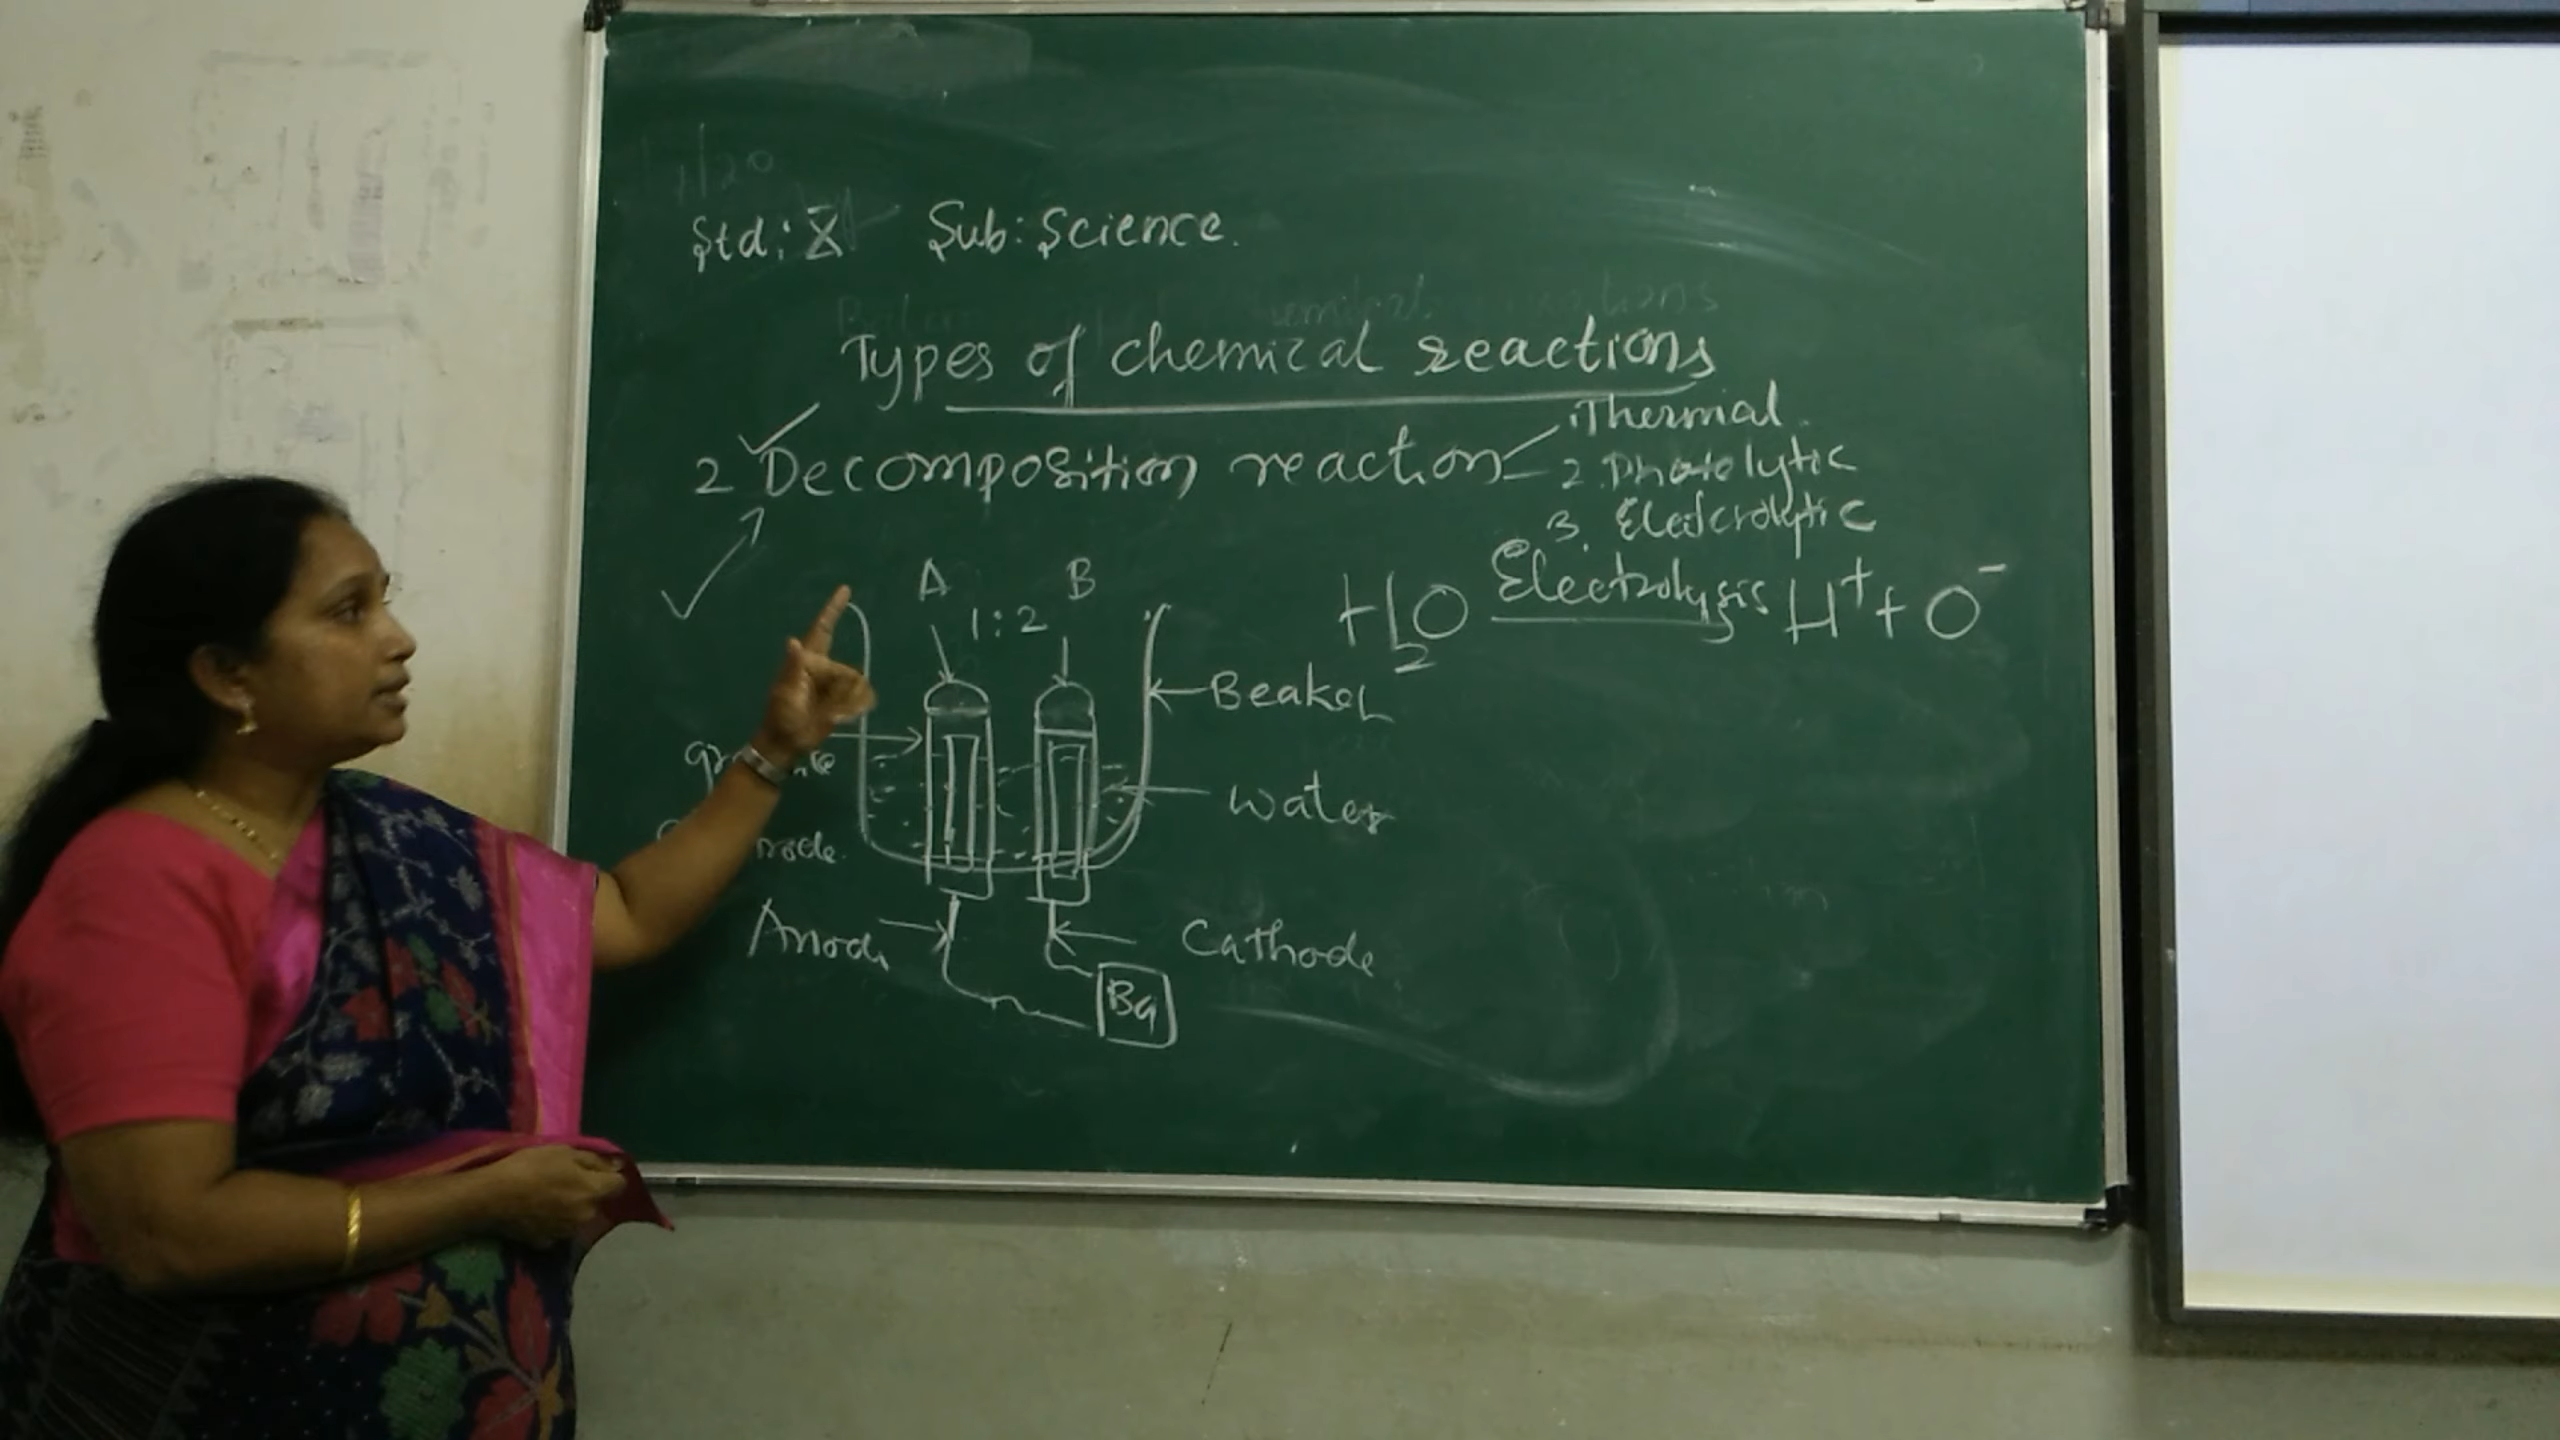 Std: X Sub: Science.
Types of chemical reactions
1. Thermal
2 Decomposition reaction
2. Photolytic
3. Electrolytic
A B
1:2
H2O Electrolysis H+ + O-
Beaker
Water
Anode
Cathode
Ba